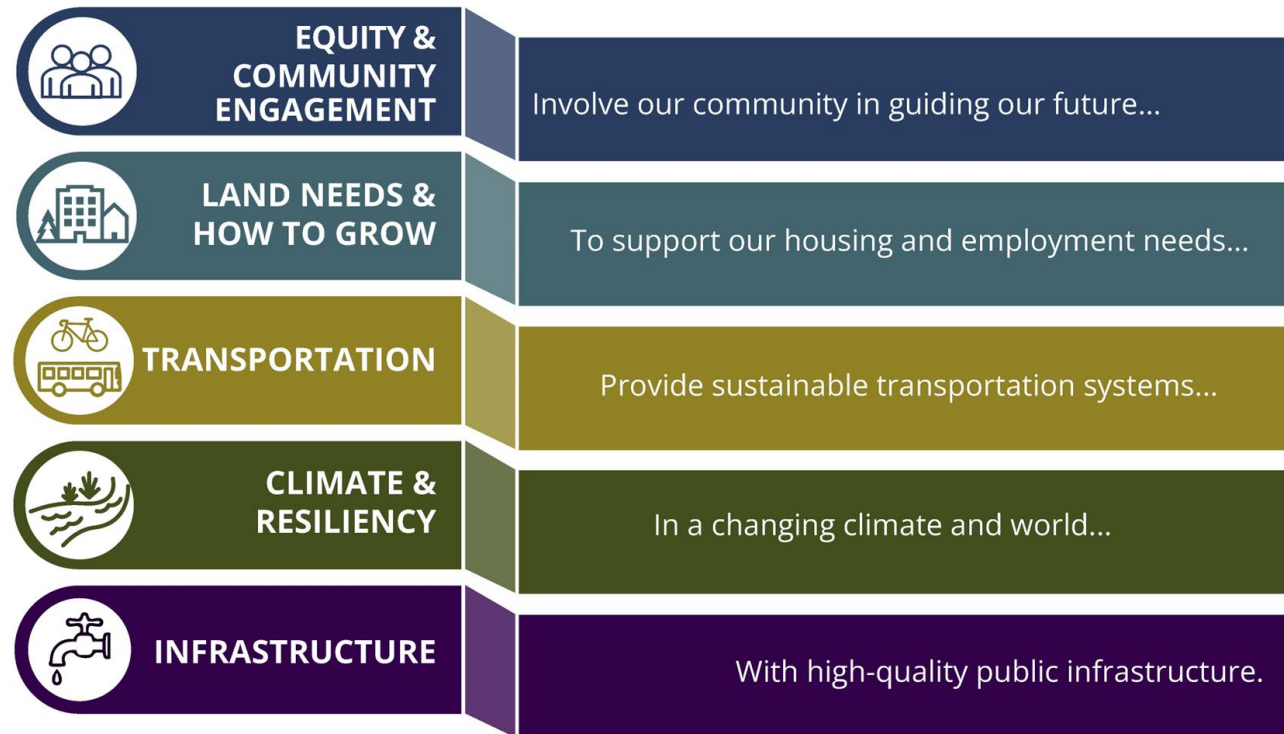 EQUITY &
COMMUNITY
ENGAGEMENT
Involve our community in guiding our future...
LAND NEEDS &
HOW TO GROW
To support our housing and employment needs...
TRANSPORTATION
Provide sustainable transportation systems...
CLIMATE &
RESILIENCY
In a changing climate and world...
INFRASTRUCTURE
With high-quality public infrastructure.